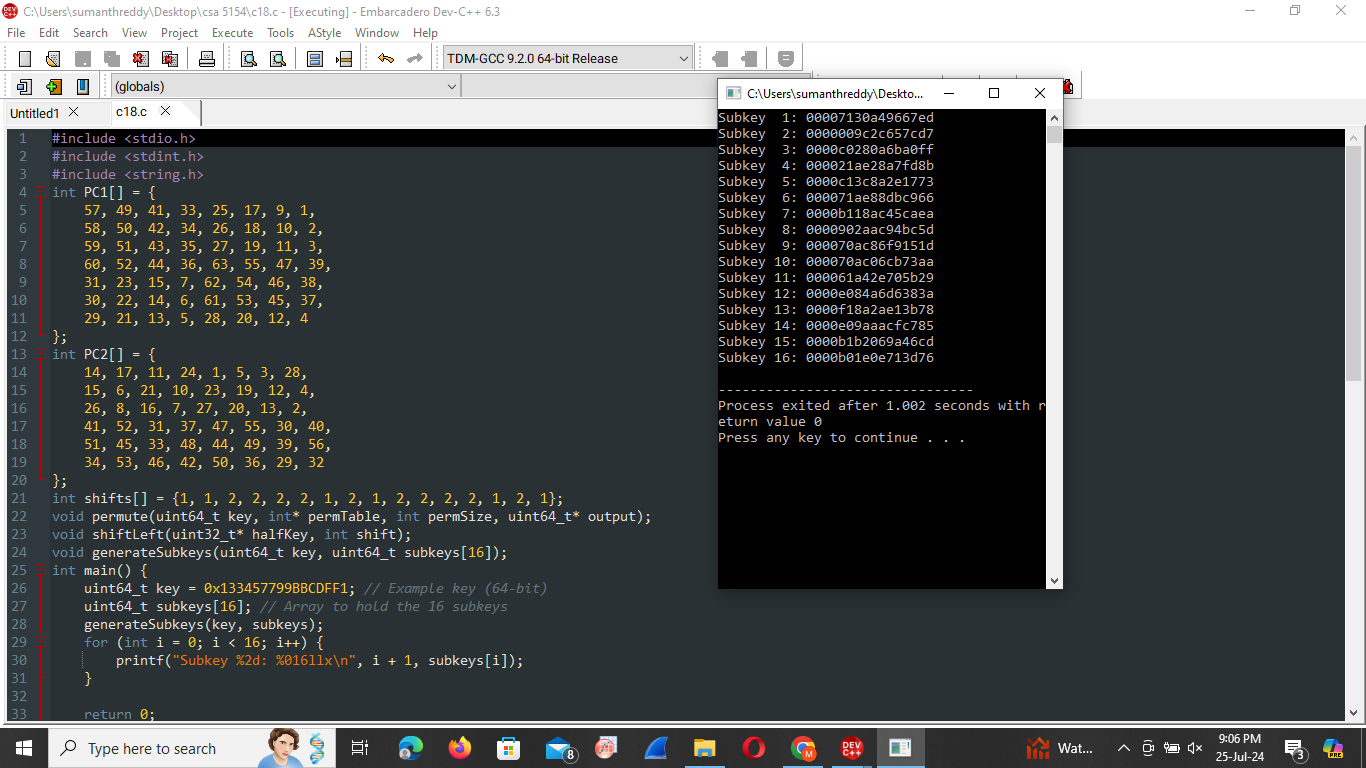 C:\Users\sumanthreddy\Desktop\csa 5154\c18.c - [Executing] - Embarcadero Dev-C++ 6.3
File Edit Search View Project Execute Tools AStyle Window Help
TDM-GCC 9.2.0 64-bit Release
(globals)
Untitled1 c18.c
1 #include <stdio.h>
2 #include <stdint.h>
3 #include <string.h>
4 int PC1[] = {
5 57, 49, 41, 33, 25, 17, 9, 1,
6 58, 50, 42, 34, 26, 18, 10, 2,
7 59, 51, 43, 35, 27, 19, 11, 3,
8 60, 52, 44, 36, 63, 55, 47, 39,
9 31, 23, 15, 7, 62, 54, 46, 38,
10 30, 22, 14, 6, 61, 53, 45, 37,
11 29, 21, 13, 5, 28, 20, 12, 4
12 };
13 int PC2[] = {
14 14, 17, 11, 24, 1, 5, 3, 28,
15 15, 6, 21, 10, 23, 19, 12, 4,
16 26, 8, 16, 7, 27, 20, 13, 2,
17 41, 52, 31, 37, 47, 55, 30, 40,
18 51, 45, 33, 48, 44, 49, 39, 56,
19 34, 53, 46, 42, 50, 36, 29, 32
20 };
21 int shifts[] = {1, 1, 2, 2, 2, 2, 1, 2, 1, 2, 2, 2, 2, 1, 2, 1};
22 void permute(uint64_t key, int* permTable, int permSize, uint64_t* output);
23 void shiftLeft(uint32_t* halfKey, int shift);
24 void generateSubkeys(uint64_t key, uint64_t subkeys[16]);
25 int main() {
26 uint64_t key = 0x133457799BBCDFF1; // Example key (64-bit)
27 uint64_t subkeys[16]; // Array to hold the 16 subkeys
28 generateSubkeys(key, subkeys);
29 for (int i = 0; i < 16; i++) {
30 printf("Subkey %2d: %016llx\n", i + 1, subkeys[i]);
31 }
32
33 return 0;
C:\Users\sumanthreddy\Deskto...
Subkey  1: 00007130a49667ed
Subkey  2: 0000009c2c657cd7
Subkey  3: 0000c0280a6ba0ff
Subkey  4: 000021ae28a7fd8b
Subkey  5: 0000c13c8a2e1773
Subkey  6: 000071ae88dbc966
Subkey  7: 0000b118ac45caea
Subkey  8: 0000902aac94bc5d
Subkey  9: 000070ac86f9151d
Subkey 10: 000070ac06cb73aa
Subkey 11: 000061a42e705b29
Subkey 12: 0000e084a6d6383a
Subkey 13: 0000f18a2ae13b78
Subkey 14: 0000e09aaacfc785
Subkey 15: 0000b1b2069a46cd
Subkey 16: 0000b01e0e713d76
--------------------------------
Process exited after 1.002 seconds with r
eturn value 0
Press any key to continue . . .
Type here to search
8
M
DEV
C++
Wat...
9:06 PM
25-Jul-24
3
PRE